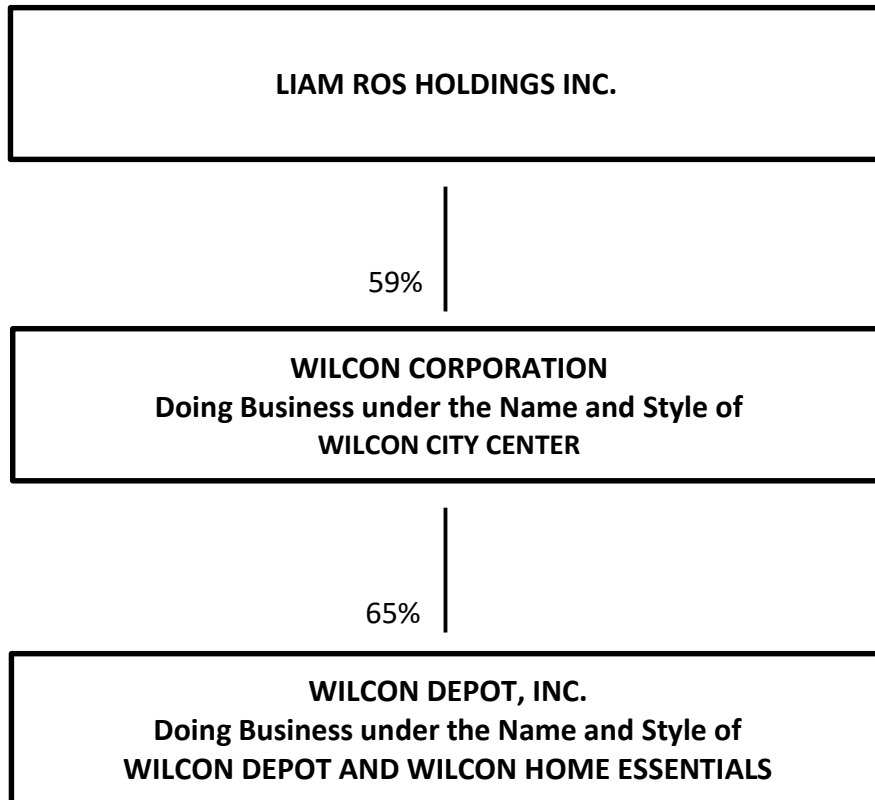 LIAM ROS HOLDINGS INC.
59%
WILCON CORPORATION
Doing Business under the Name and Style of
WILCON CITY CENTER
65%
WILCON DEPOT, INC.
Doing Business under the Name and Style of
WILCON DEPOT AND WILCON HOME ESSENTIALS